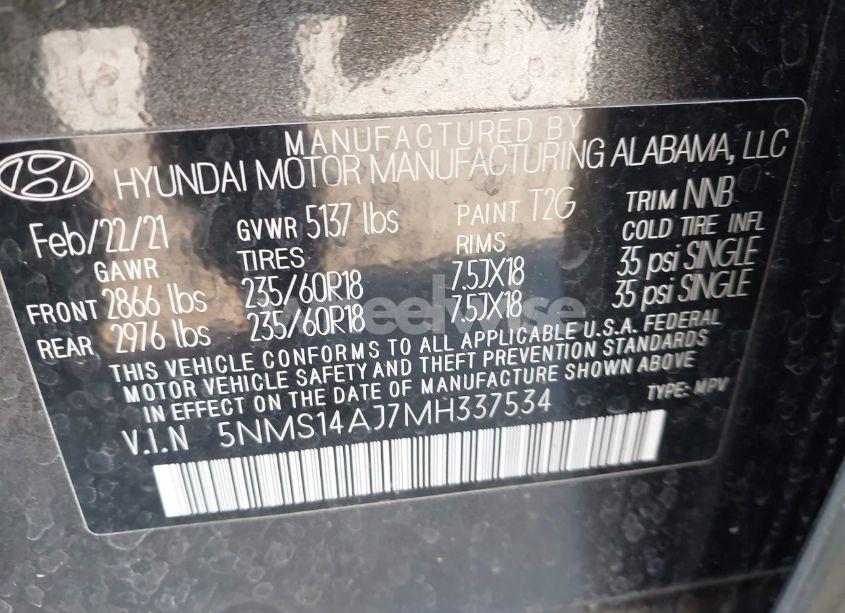 MANUFACTURED BY
HYUNDAI MOTOR MANUFACTURING ALABAMA, LLC
Feb/22/21 GVWR 5137 lbs PAINT T2G TRIM NNB
GAWR TIRES RIMS COLD TIRE INFL
FRONT 2866 lbs 235/60R18 7.5JX18 35 psi SINGLE
REAR 2976 lbs 235/60R18 7.5JX18 35 psi SINGLE
THIS VEHICLE CONFORMS TO ALL APPLICABLE U.S.A. FEDERAL
MOTOR VEHICLE SAFETY AND THEFT PREVENTION STANDARDS
IN EFFECT ON THE DATE OF MANUFACTURE SHOWN ABOVE
V.I.N 5NMS14AJ7MH337534 TYPE: MPV